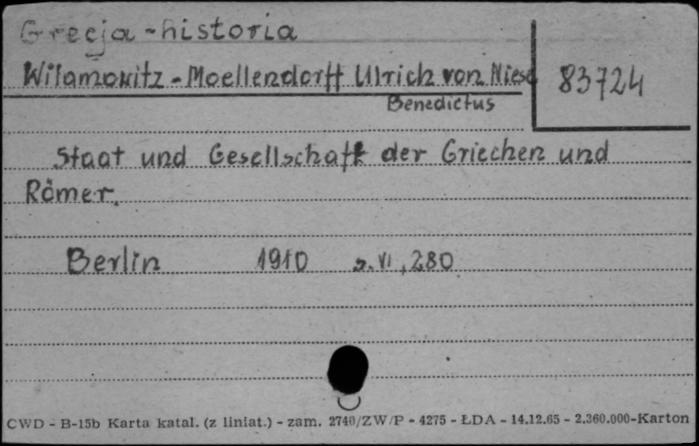 Grecja - historia
Wilamowitz - Moellendorff Ulrich von Niese
83724
Benedictus
Staat und Gesellschaft der Griechen und
Römer.
Berlin 1910 s. VI, 280
CWD - B-15b Karta katal. (z liniat.) - zam. 2740/ZW/P - 4275 - ŁDA - 14.12.65 - 2.360.000-Karton